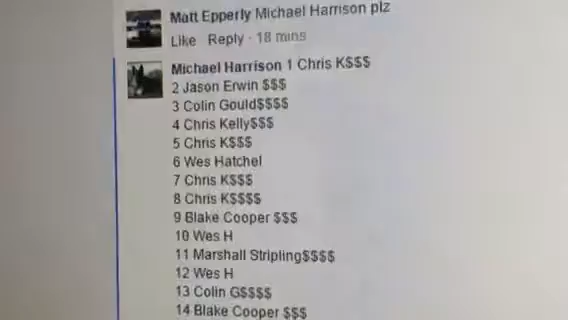 Matt Epperly Michael Harrison plz
Like Reply · 18 mins
Michael Harrison 1 Chris K$$$
2 Jason Erwin $$$
3 Colin Gould$$$$
4 Chris Kelly$$$
5 Chris K$$$
6 Wes Hatchel
7 Chris K$$$
8 Chris K$$$$
9 Blake Cooper $$$
10 Wes H
11 Marshall Stripling$$$$
12 Wes H
13 Colin G$$$$
14 Blake Cooper $$$